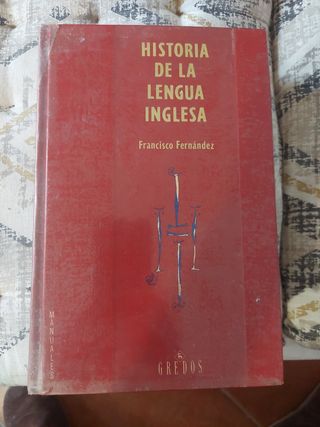 HISTORIA
DE LA
LENGUA
INGLESA
Francisco Fernández
MANUALES
GREDOS